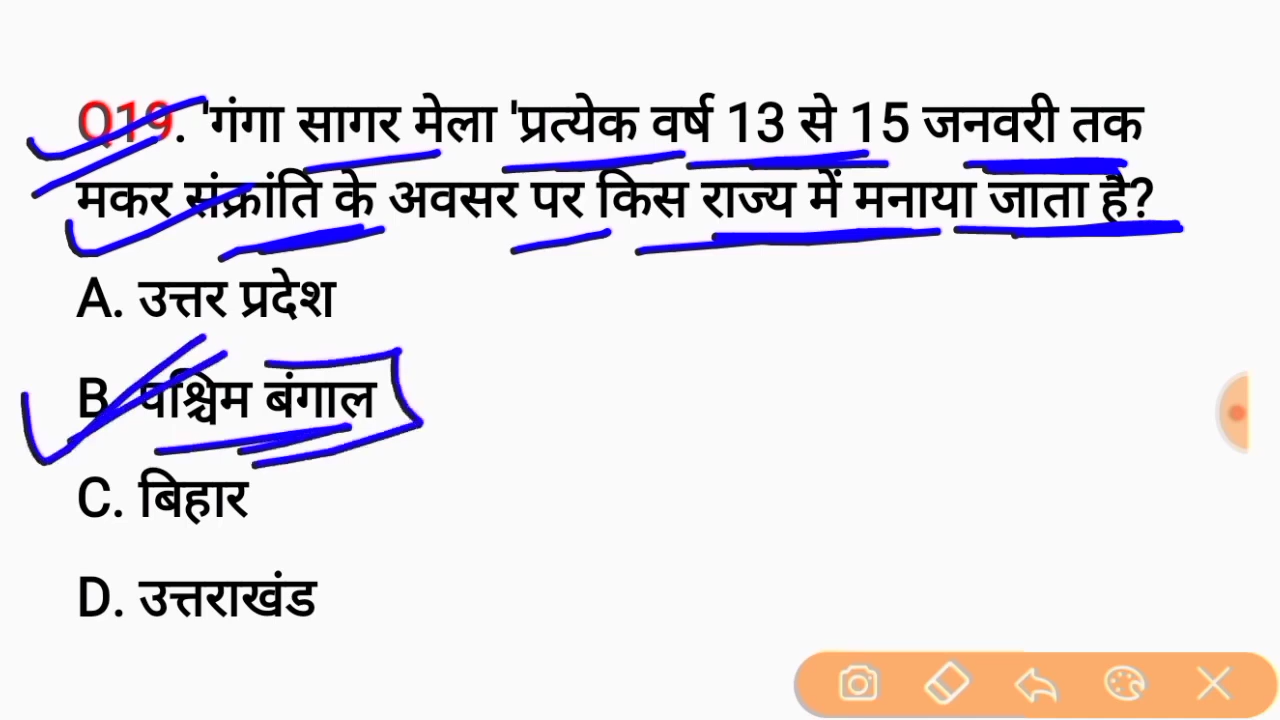 Q19. 'गंगा सागर मेला 'प्रत्येक वर्ष 13 से 15 जनवरी तक
मकर संक्रांति के अवसर पर किस राज्य में मनाया जाता है?
A. उत्तर प्रदेश
B. पश्चिम बंगाल
C. बिहार
D. उत्तराखंड